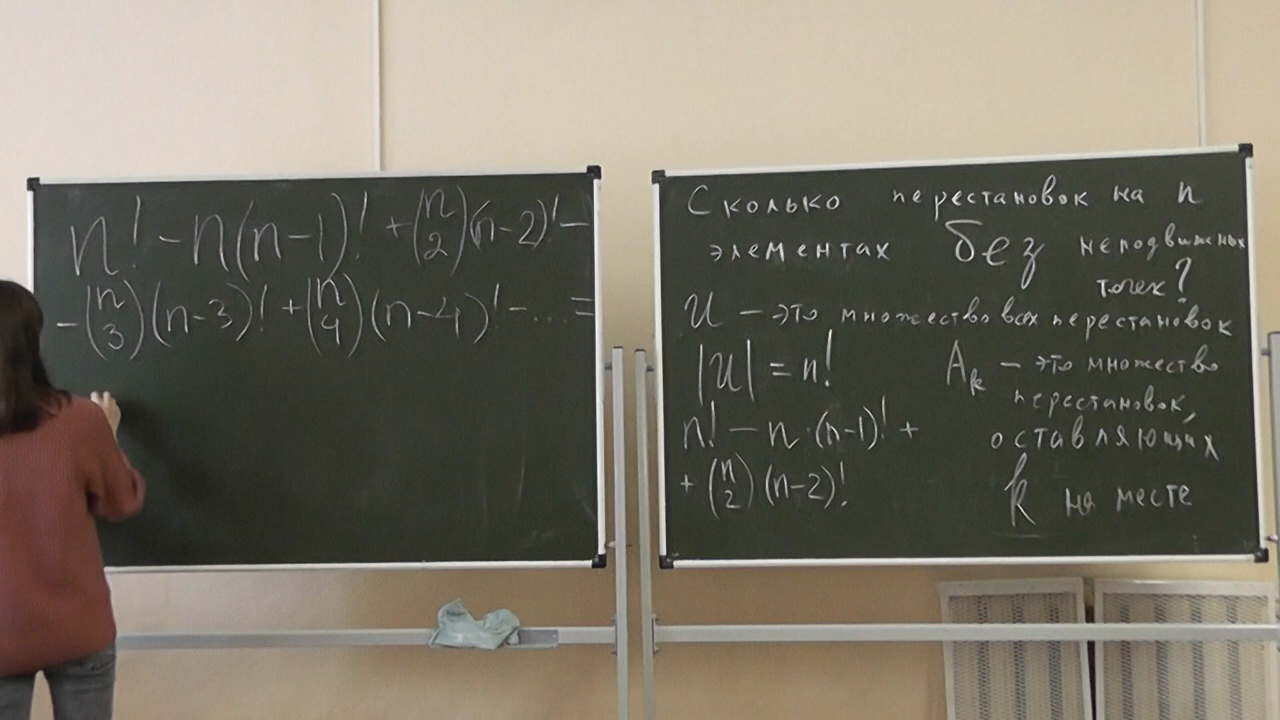 n! - n(n-1)! + (n 2)(n-2)! -
- (n 3)(n-3)! + (n 4)(n-4)! - ... =
Сколько перестановок на n
элементах без неподвижных
точек?
U — это множество всех перестановок
|U| = n!
A_k — это множество
перестановок,
оставляющих
k на месте
n! - n·(n-1)! +
+ (n 2)(n-2)!